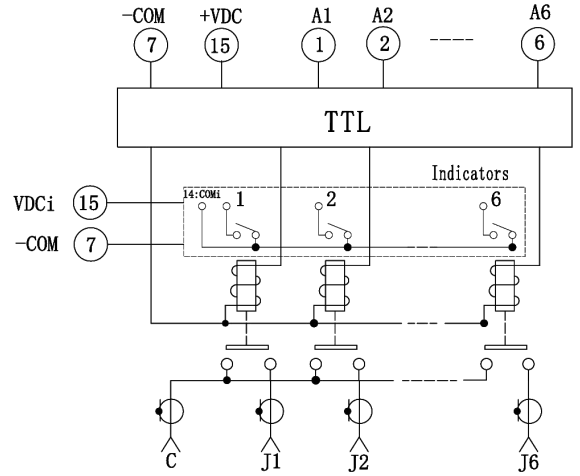 -COM +VDC A1 A2 A6
7 15 1 2 6
TTL
Indicators
14:COMi 1 2 6
VDCi 15
-COM 7
C J1 J2 J6